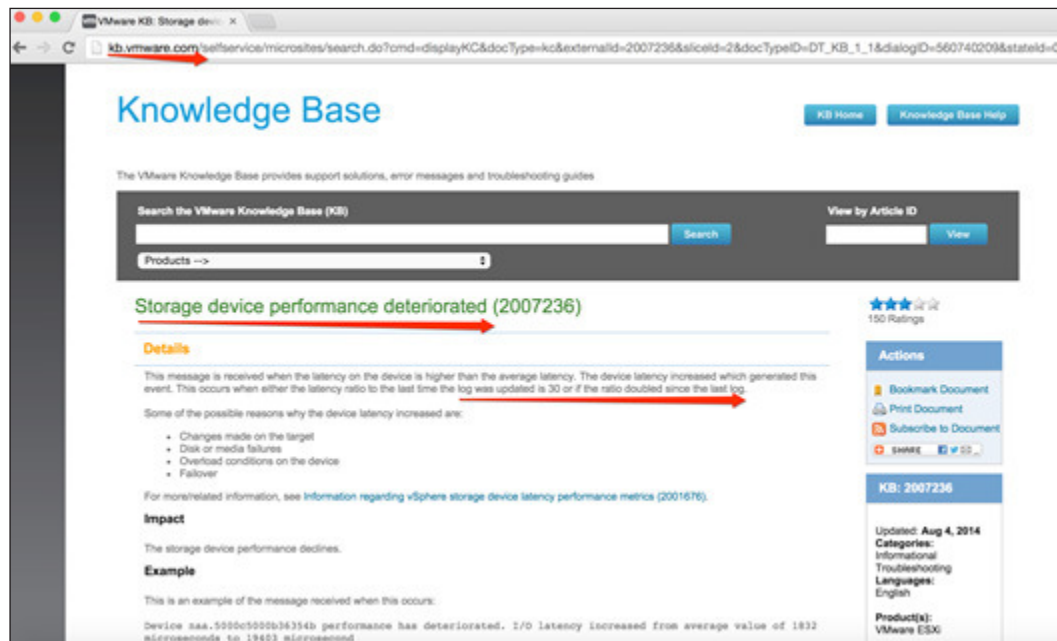 VMware KB: Storage devi
kb.vmware.com/selfservice/microsites/search.do?cmd=displayKC&docType=kc&externalId=2007236&sliceId=2&docTypeID=DT_KB_1_1&dialogID=560740209&stateId=0
Knowledge Base
KB Home
Knowledge Base Help
The VMware Knowledge Base provides support solutions, error messages and troubleshooting guides
Search the VMware Knowledge Base (KB)
View by Article ID
Search
View
Products -->
Storage device performance deteriorated (2007236)
150 Ratings
Details
This message is received when the latency on the device is higher than the average latency. The device latency increased which generated this
event. This occurs when either the latency ratio to the last time the log was updated is 30 or if the ratio doubled since the last log.
Some of the possible reasons why the device latency increased are:
• Changes made on the target
• Disk or media failures
• Overload conditions on the device
• Failover
For more/related information, see Information regarding vSphere storage device latency performance metrics (2001676).
Impact
The storage device performance declines.
Example
This is an example of the message received when this occurs:
Device naa.5000c5000b36354b performance has deteriorated. I/O latency increased from average value of 1832
microseconds to 19403 microsecond
Actions
Bookmark Document
Print Document
Subscribe to Document
SHARE
KB: 2007236
Updated: Aug 4, 2014
Categories:
Informational
Troubleshooting
Languages:
English
Product(s):
VMware ESXi